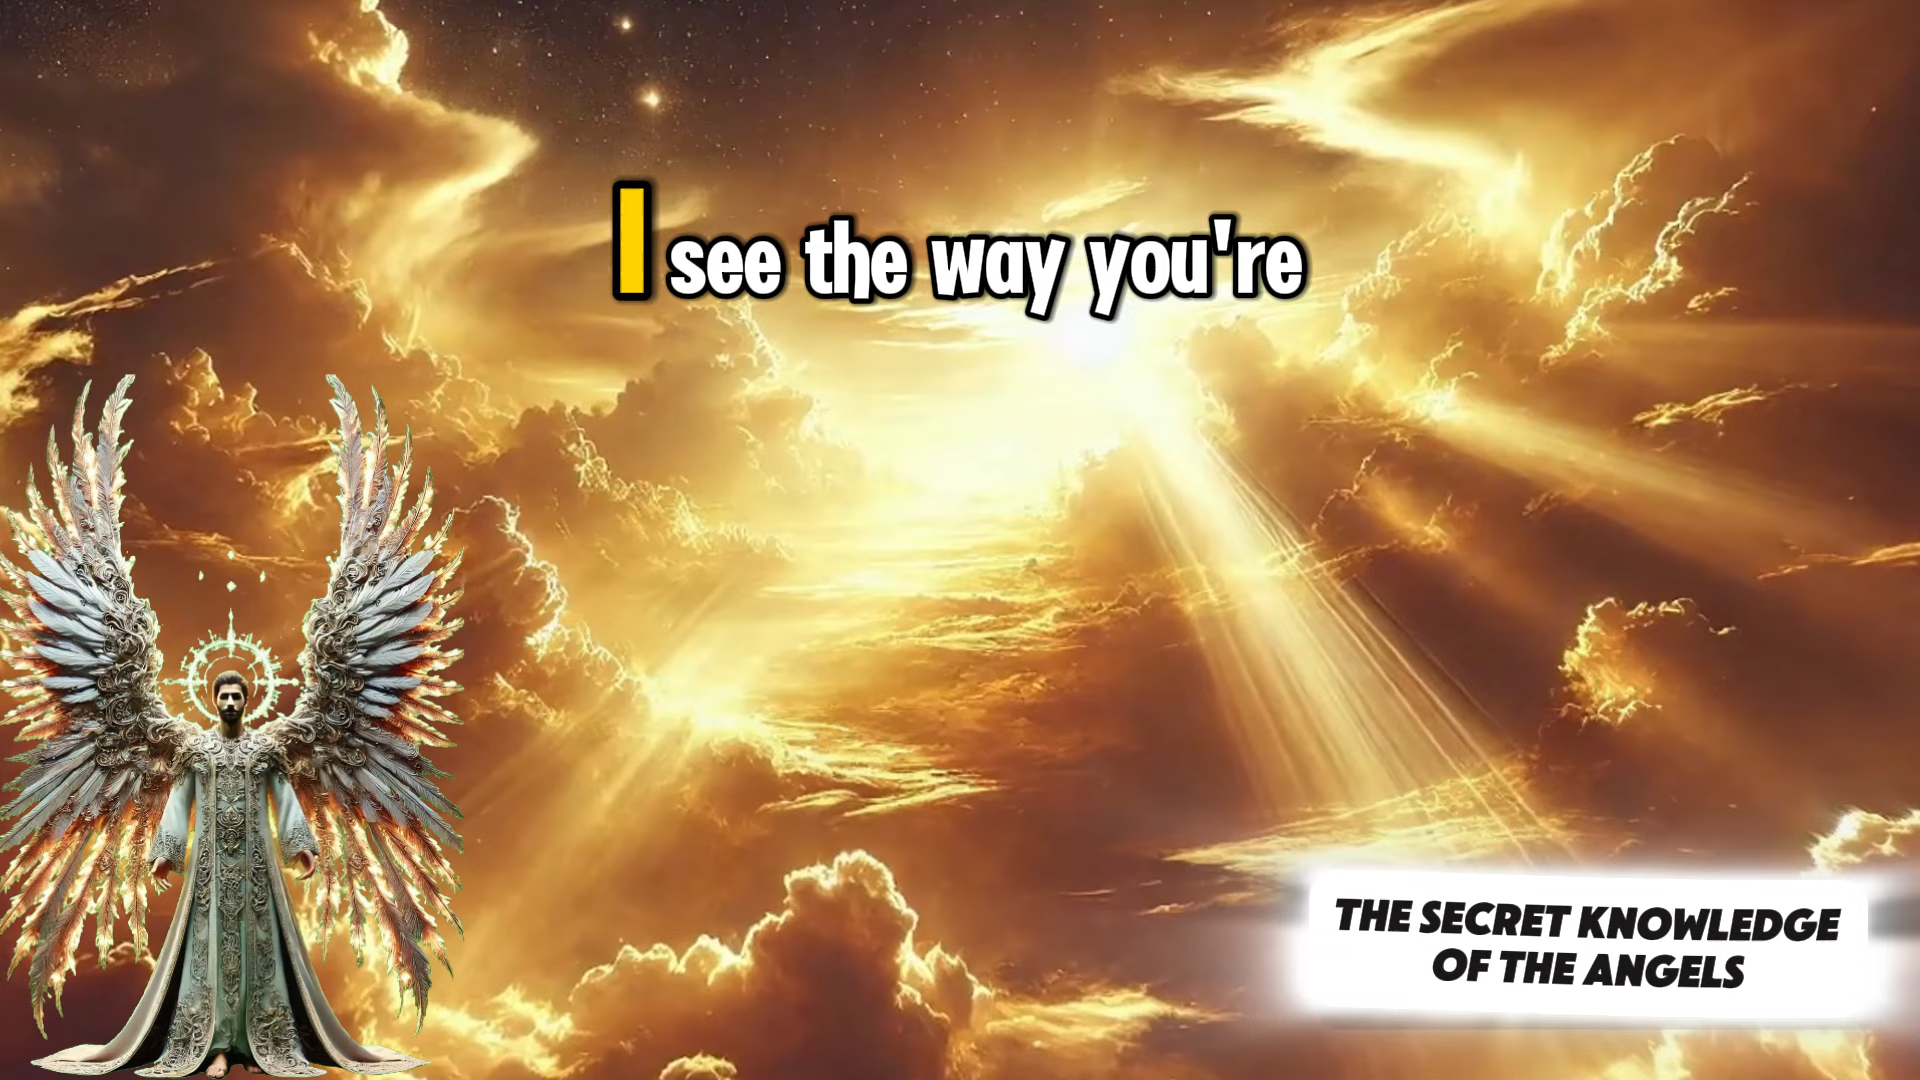 I see the way you're
THE SECRET KNOWLEDGE
OF THE ANGELS